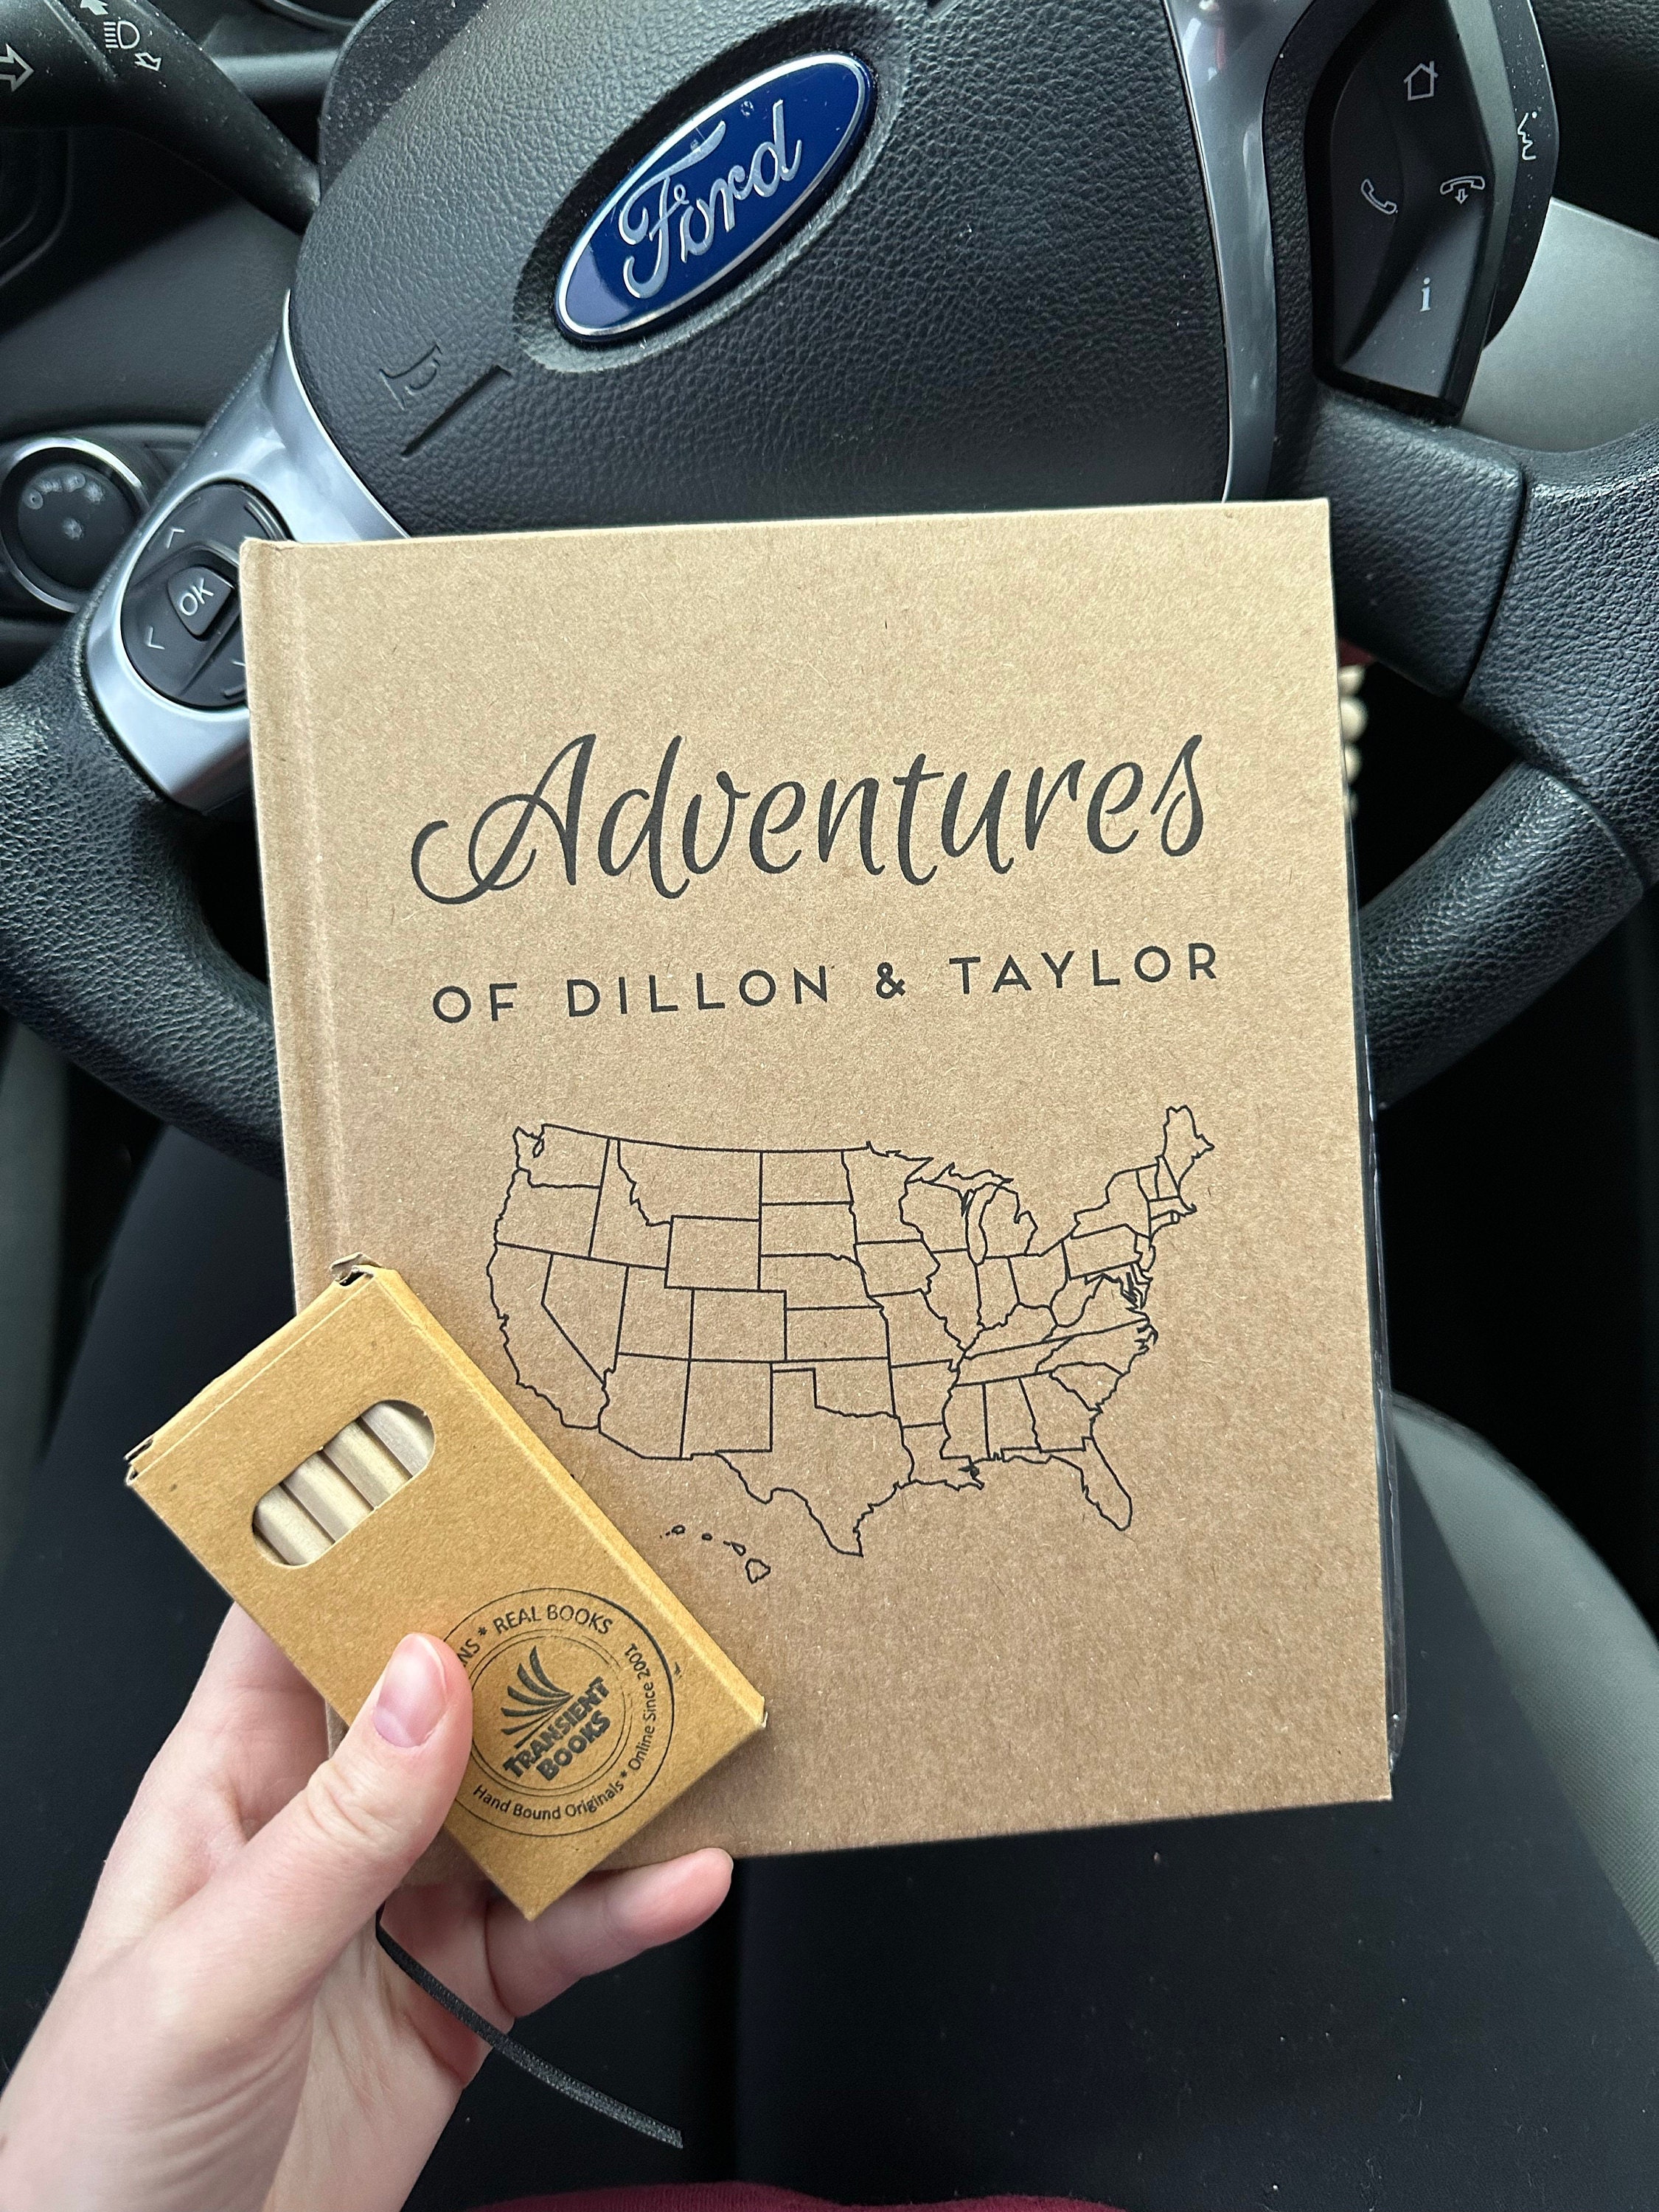 Ford
OK
i
Adventures
OF DILLON & TAYLOR
* REAL BOOKS
TRANSIENT
BOOKS
Hand Bound Originals * Online Since 2001